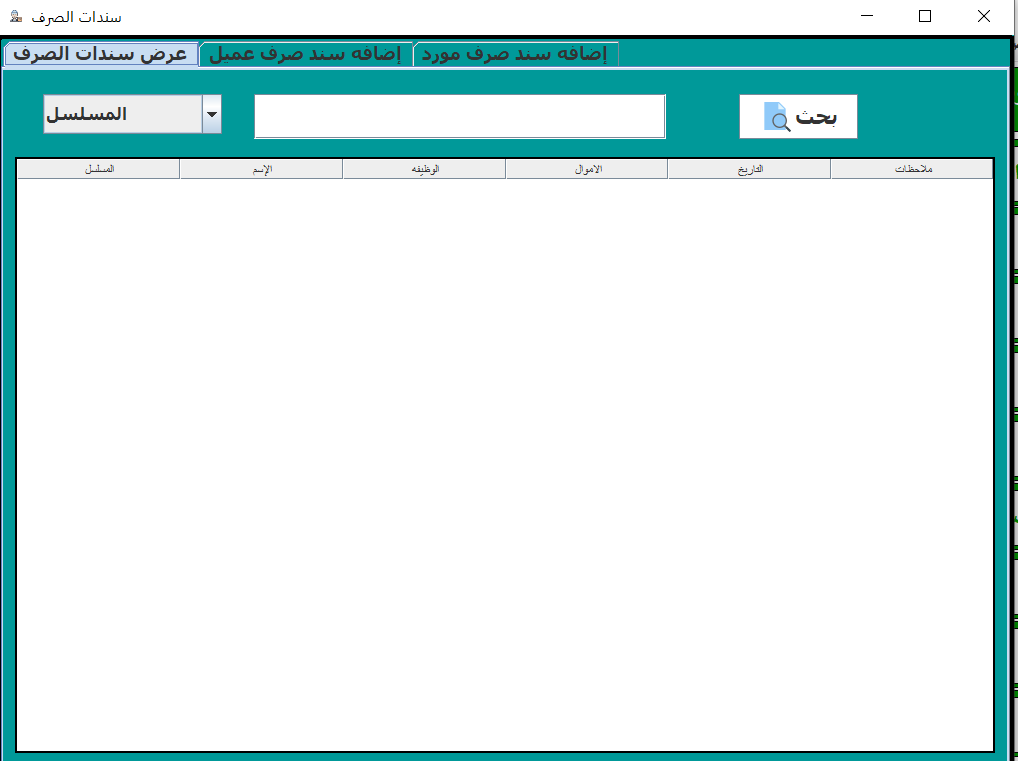 سندات الصرف
عرض سندات الصرف
إضافه سند صرف عميل
إضافه سند صرف مورد
المسلسل
بحث
المسلسل
الإسم
الوظيفه
الاموال
التاريخ
ملاحظات